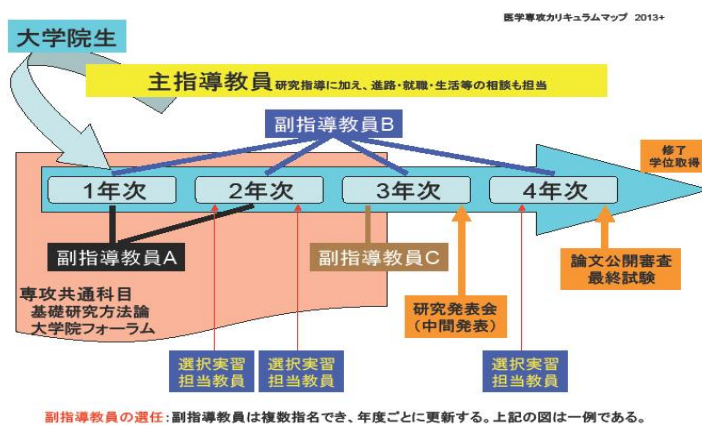 医学専攻カリキュラムマップ 2013+
大学院生
主指導教員 研究指導に加え、進路・就職・生活等の相談も担当
副指導教員B
修了
学位取得
1年次
2年次
3年次
4年次
副指導教員A
副指導教員C
論文公開審査
最終試験
専攻共通科目
基礎研究方法論
大学院フォーラム
研究発表会
(中間発表)
選択実習
担当教員
選択実習
担当教員
選択実習
担当教員
副指導教員の選任:副指導教員は複数指名でき、年度ごとに更新する。上記の図は一例である。